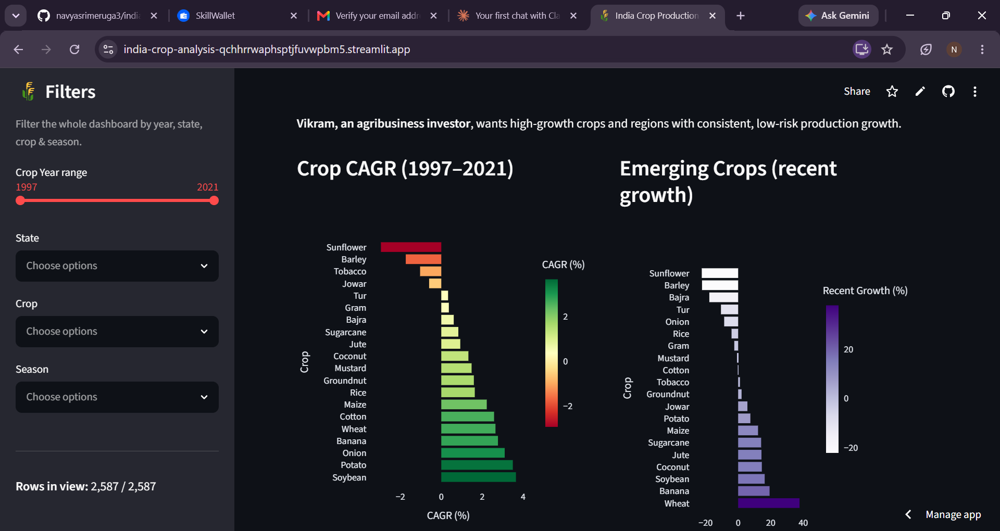 navyasrimeruga3/indi
SkillWallet
Verify your email addr
Your first chat with Cla
India Crop Production
Ask Gemini
india-crop-analysis-qchhrrwaphsptjfuvwpbm5.streamlit.app
N
Filters
Filter the whole dashboard by year, state,
crop & season.
Crop Year range
1997
2021
State
Choose options
Crop
Choose options
Season
Choose options
Rows in view: 2,587 / 2,587
Share
Vikram, an agribusiness investor, wants high-growth crops and regions with consistent, low-risk production growth.
Crop CAGR (1997–2021)
Crop
Sunflower
Barley
Tobacco
Jowar
Tur
Gram
Bajra
Sugarcane
Jute
Coconut
Mustard
Groundnut
Rice
Maize
Cotton
Wheat
Banana
Onion
Potato
Soybean
−2
0
2
4
CAGR (%)
CAGR (%)
2
0
−2
Emerging Crops (recent
growth)
Crop
Sunflower
Barley
Bajra
Tur
Onion
Rice
Gram
Mustard
Cotton
Tobacco
Groundnut
Jowar
Potato
Maize
Sugarcane
Jute
Coconut
Soybean
Banana
Wheat
−20
0
20
40
Recent Growth (%)
20
0
−20
Manage app